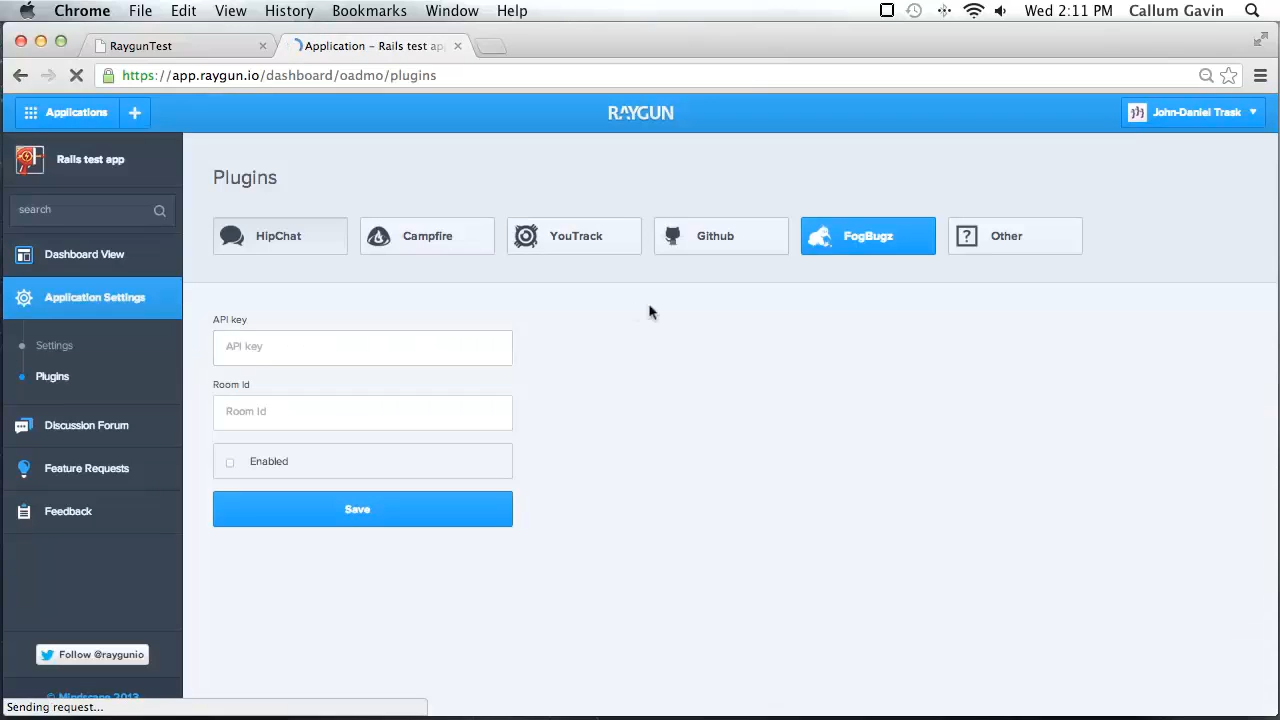 Chrome File Edit View History Bookmarks Window Help Wed 2:11 PM Callum Gavin
RaygunTest Application – Rails test ap
https://app.raygun.io/dashboard/oadmo/plugins
Applications + RAYGUN John-Daniel Trask
Rails test app
search
Dashboard View
Application Settings
Settings
Plugins
Discussion Forum
Feature Requests
Feedback
Follow @raygunio
© Mindscape 2013
Plugins
HipChat Campfire YouTrack Github FogBugz ? Other
API key
API key
Room Id
Room Id
Enabled
Save
Sending request...